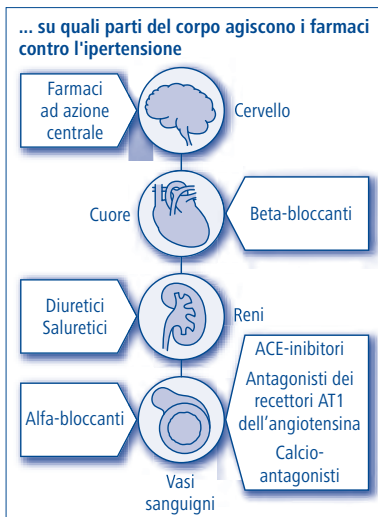 ... su quali parti del corpo agiscono i farmaci
contro l'ipertensione
Farmaci
ad azione
centrale
Cervello
Cuore
Beta-bloccanti
Diuretici
Saluretici
Reni
Alfa-bloccanti
ACE-inibitori
Antagonisti dei
recettori AT1
dell'angiotensina
Calcio-
antagonisti
Vasi
sanguigni